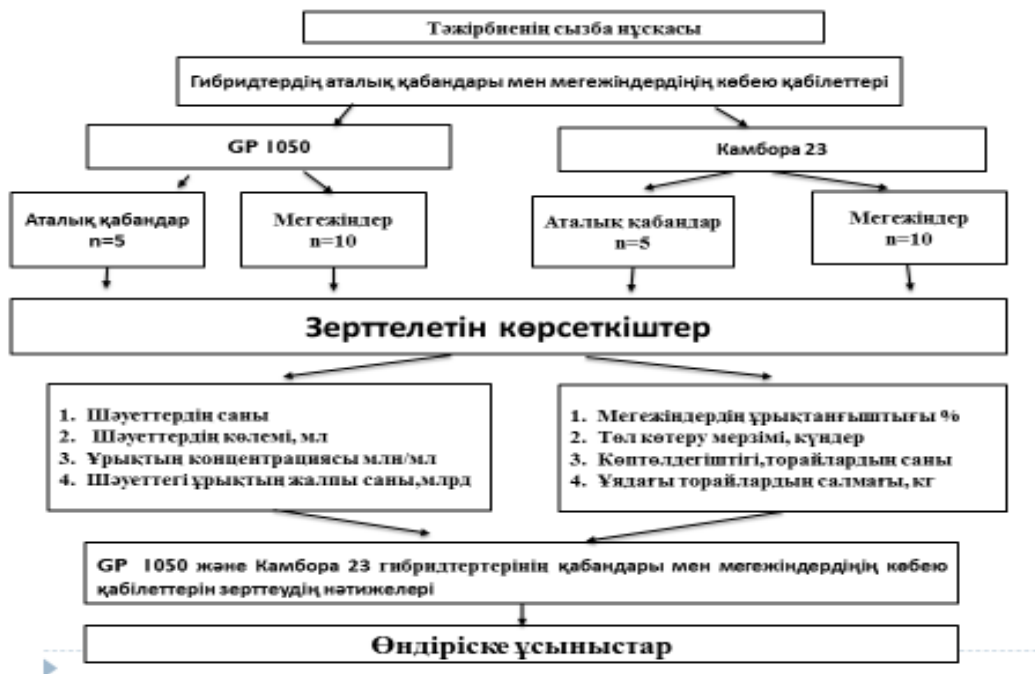 Тәжірбиенің сызба нұсқасы
Гибридтердің аталық қабандары мен мегежіндердіңің көбею қабілеттері
GP 1050
Камбора 23
Аталық қабандар
n=5
Мегежіндер
n=10
Аталық қабандар
n=5
Мегежіндер
n=10
Зерттелетін көрсеткіштер
1. Шәуеттердің саны
2. Шәуеттердің көлемі, мл
3. Ұрықтың концентрациясы млн/мл
4. Шәуеттегі ұрықтың жалпы саны,млрд
1. Мегежіндердің ұрықтанғыштығы %
2. Төл көтеру мерзімі, күндер
3. Көптөлдегіштігі,торайлардың саны
4. Ұядағы торайлардың салмағы, кг
GP 1050 және Камбора 23 гибридтертерінің қабандары мен мегежіндердіңің көбею
қабілеттерін зерттеудің нәтижелері
Өндіріске ұсыныстар